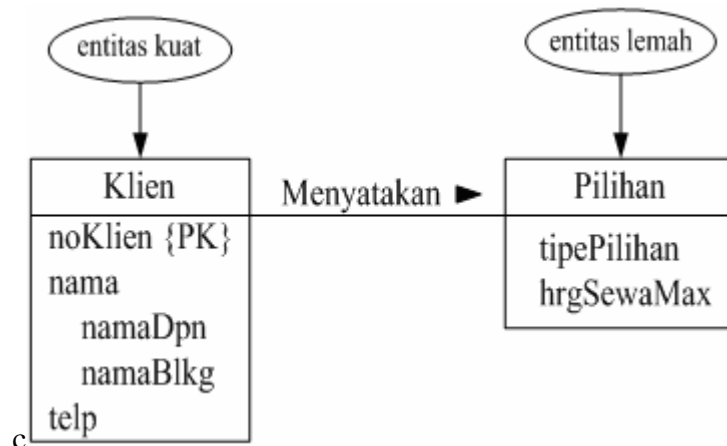 entitas kuat
entitas lemah
Klien
Menyatakan ►
Pilihan
noKlien {PK}
nama
namaDpn
namaBlkg
telp
tipePilihan
hrgSewaMax
c